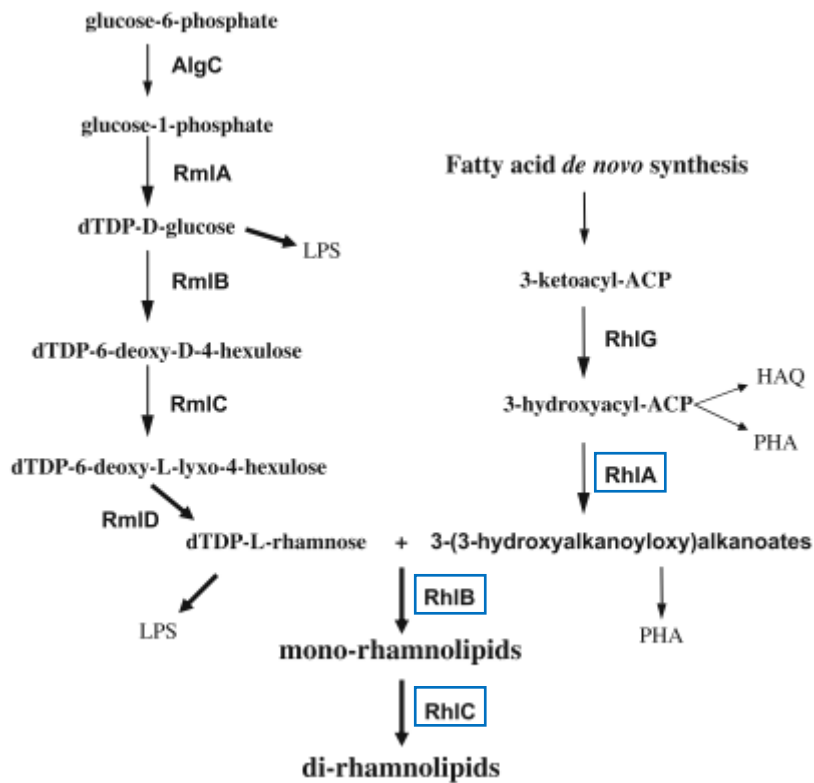 glucose-6-phosphate
AlgC
glucose-1-phosphate
RmlA
dTDP-D-glucose
LPS
RmlB
dTDP-6-deoxy-D-4-hexulose
RmlC
dTDP-6-deoxy-L-lyxo-4-hexulose
RmlD
Fatty acid de novo synthesis
3-ketoacyl-ACP
RhlG
3-hydroxyacyl-ACP
HAQ
PHA
RhlA
dTDP-L-rhamnose + 3-(3-hydroxyalkanoyloxy)alkanoates
LPS
RhlB
PHA
mono-rhamnolipids
RhlC
di-rhamnolipids